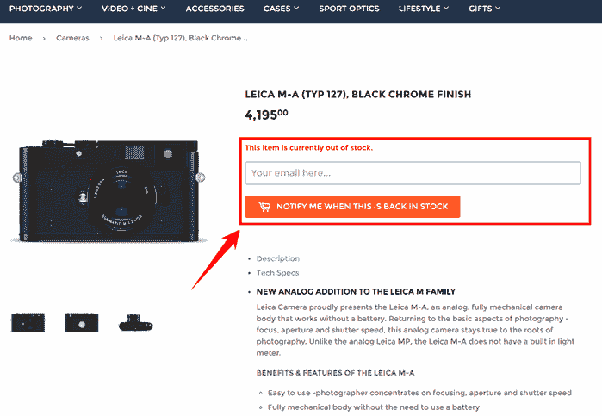 PHOTOGRAPHY VIDEO + CINE ACCESSORIES CASES SPORT OPTICS LIFESTYLE GIFTS
Home › Cameras › Leica M-A (Typ 127), Black Chrome ...
LEICA M-A (TYP 127), BLACK CHROME FINISH
4,195⁰⁰
This item is currently out of stock.
Your email here...
NOTIFY ME WHEN THIS IS BACK IN STOCK
• Description
• Tech Specs
• NEW ANALOG ADDITION TO THE LEICA M FAMILY
Leica Camera proudly presents the Leica M-A, an analog, fully mechanical camera
body that works without a battery. Returning to the basic aspects of photography -
focus, aperture and shutter speed, this analog camera stays true to the roots of
photography. Unlike the analog Leica MP, the Leica M-A does not have a built in light
meter.
BENEFITS & FEATURES OF THE LEICA M-A
Easy to use -photographer concentrates on focusing, aperture and shutter speed
Fully mechanical body without the need to use a battery